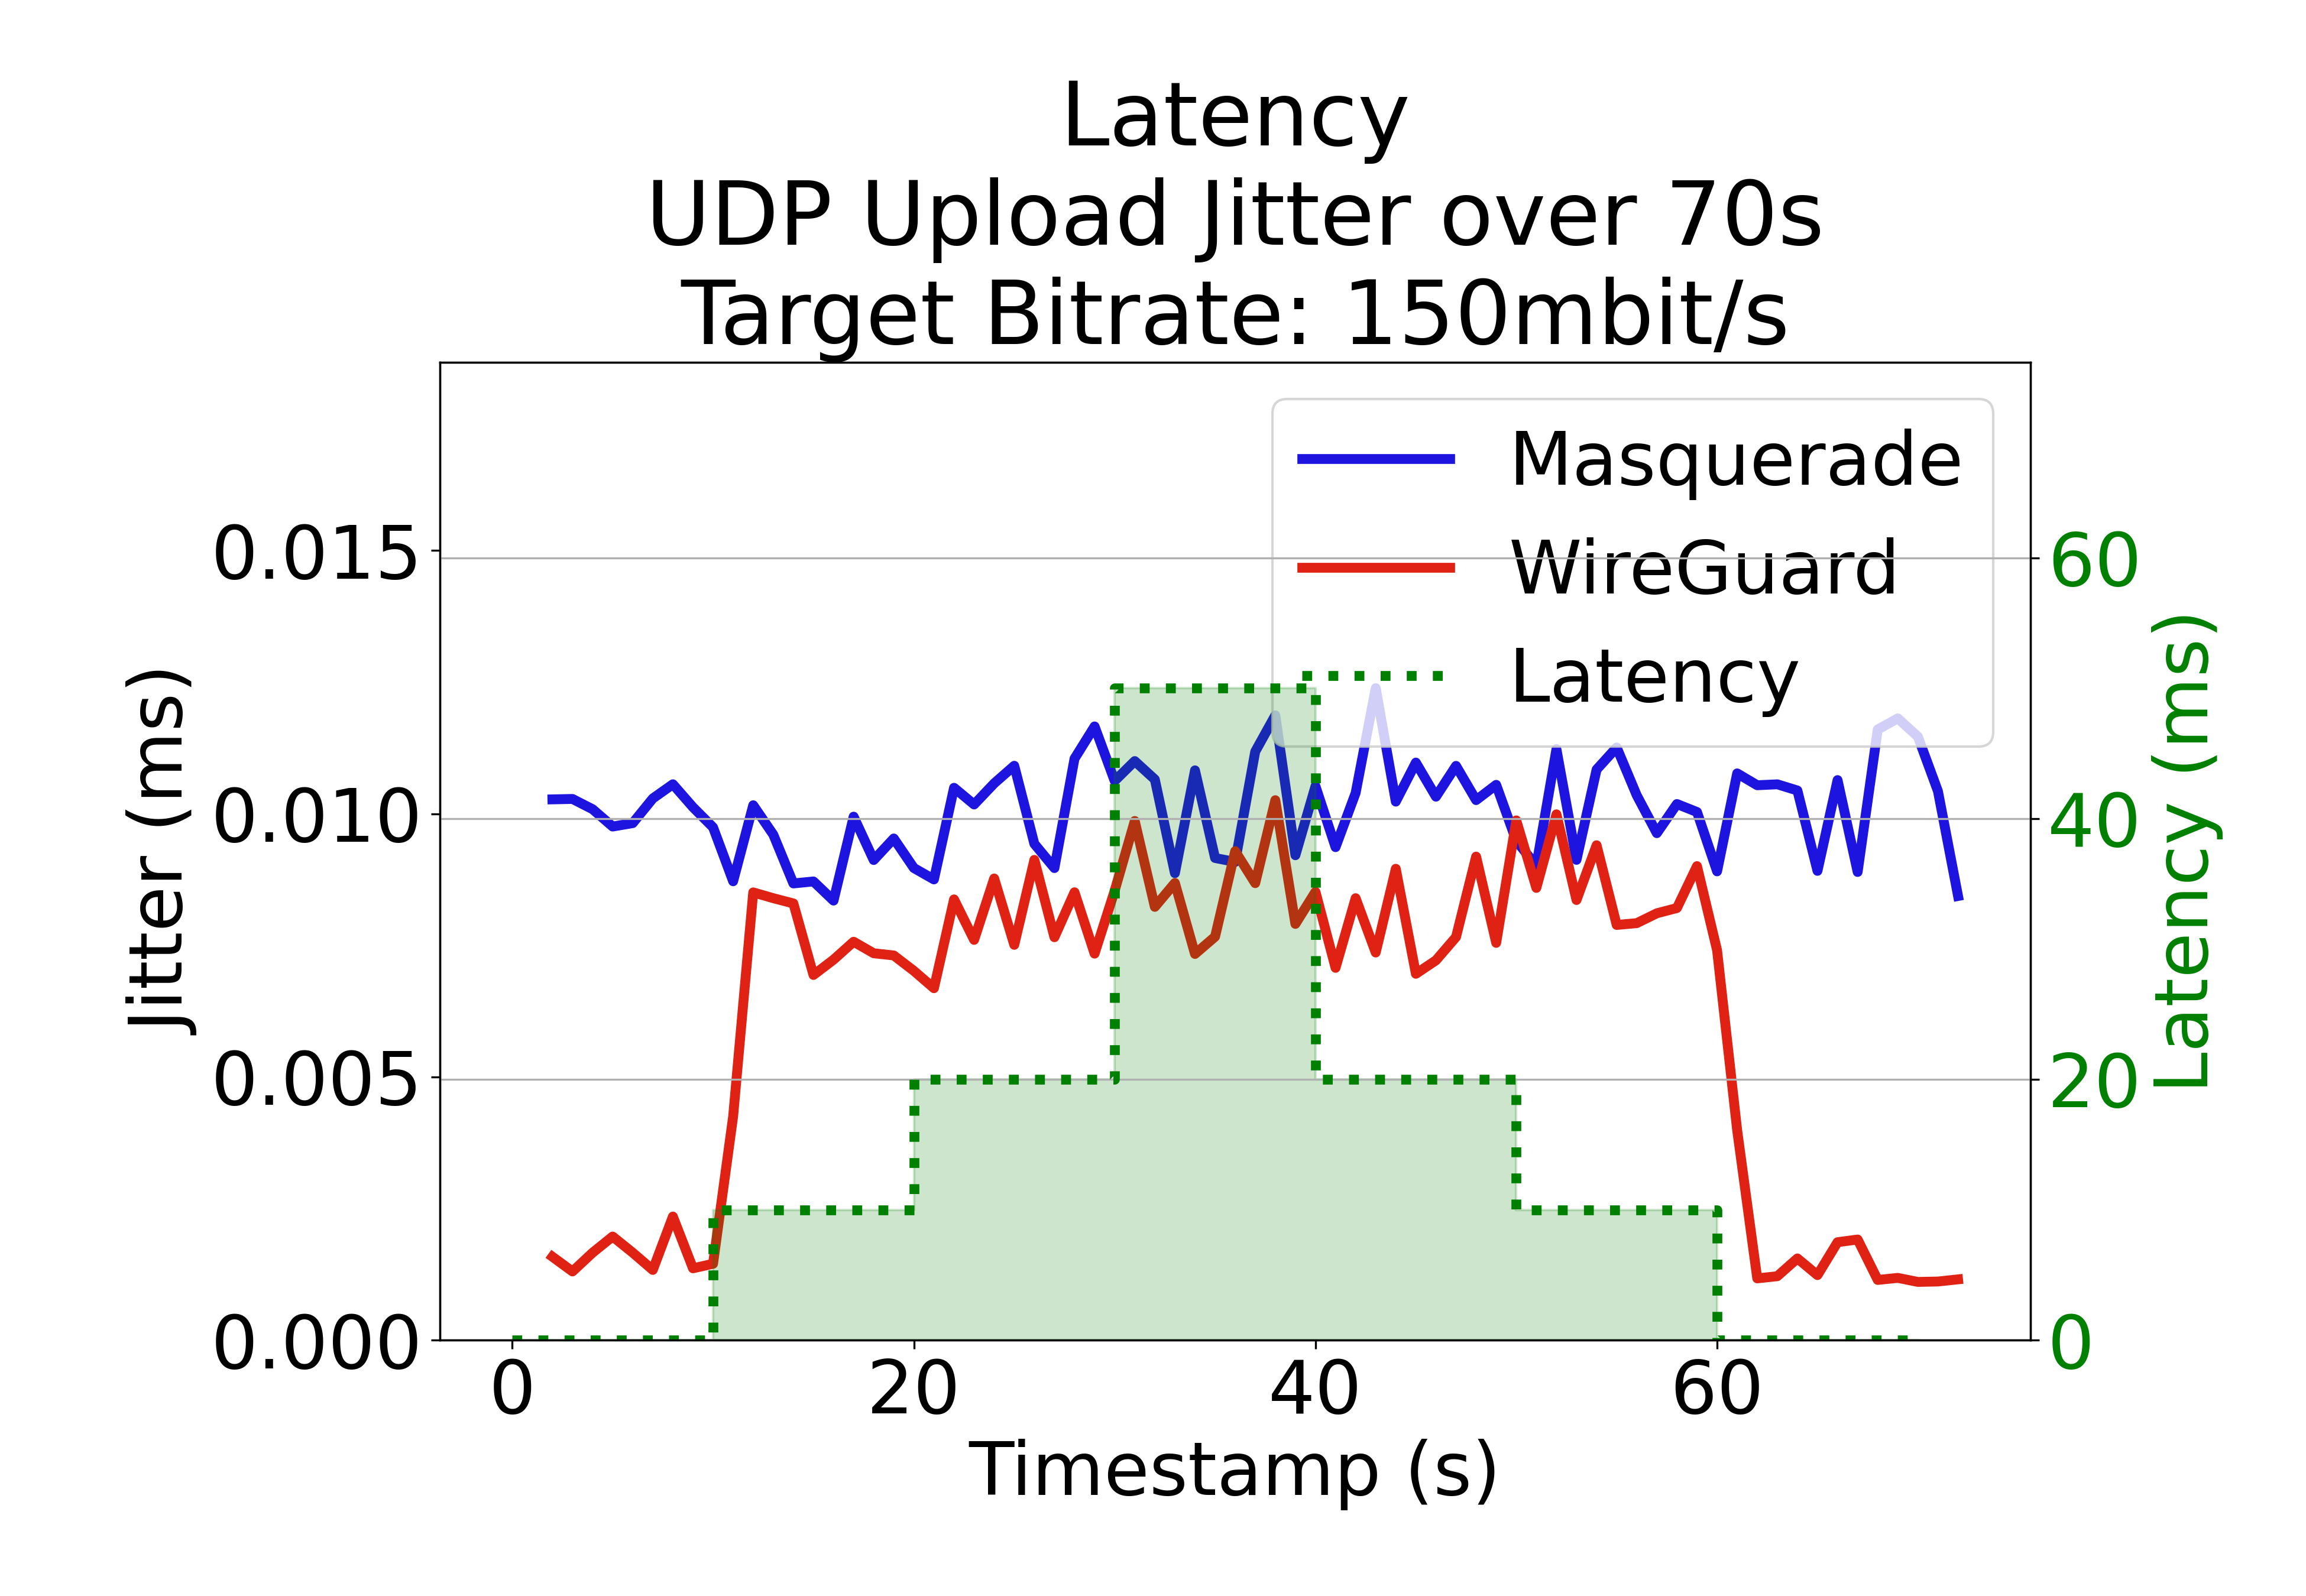 Latency
UDP Upload Jitter over 70s
Target Bitrate: 150mbit/s
Masquerade
WireGuard
Latency
Jitter (ms)
0.015
0.010
0.005
0.000
60
40
20
0
Latency (ms)
0
20
40
60
Timestamp (s)